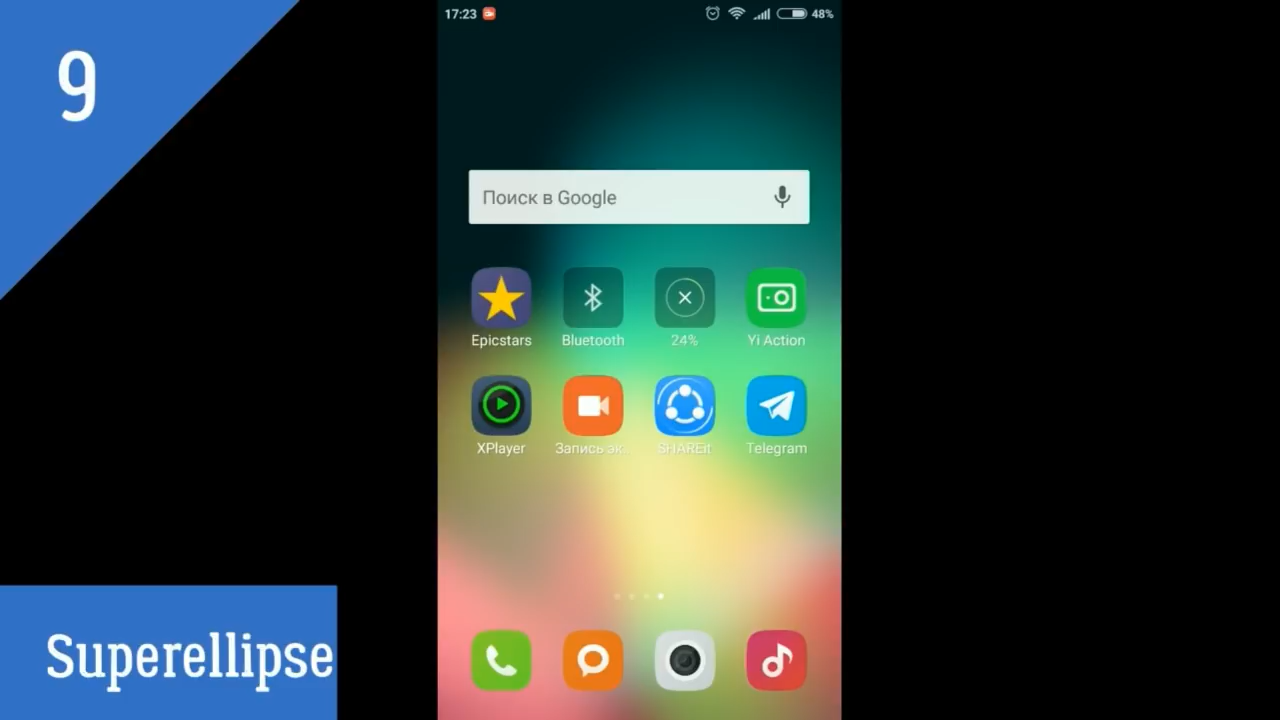 9
17:23
48%
Поиск в Google
Epicstars
Bluetooth
24%
Yi Action
XPlayer
Запись эк...
SHAREit
Telegram
Superellipse